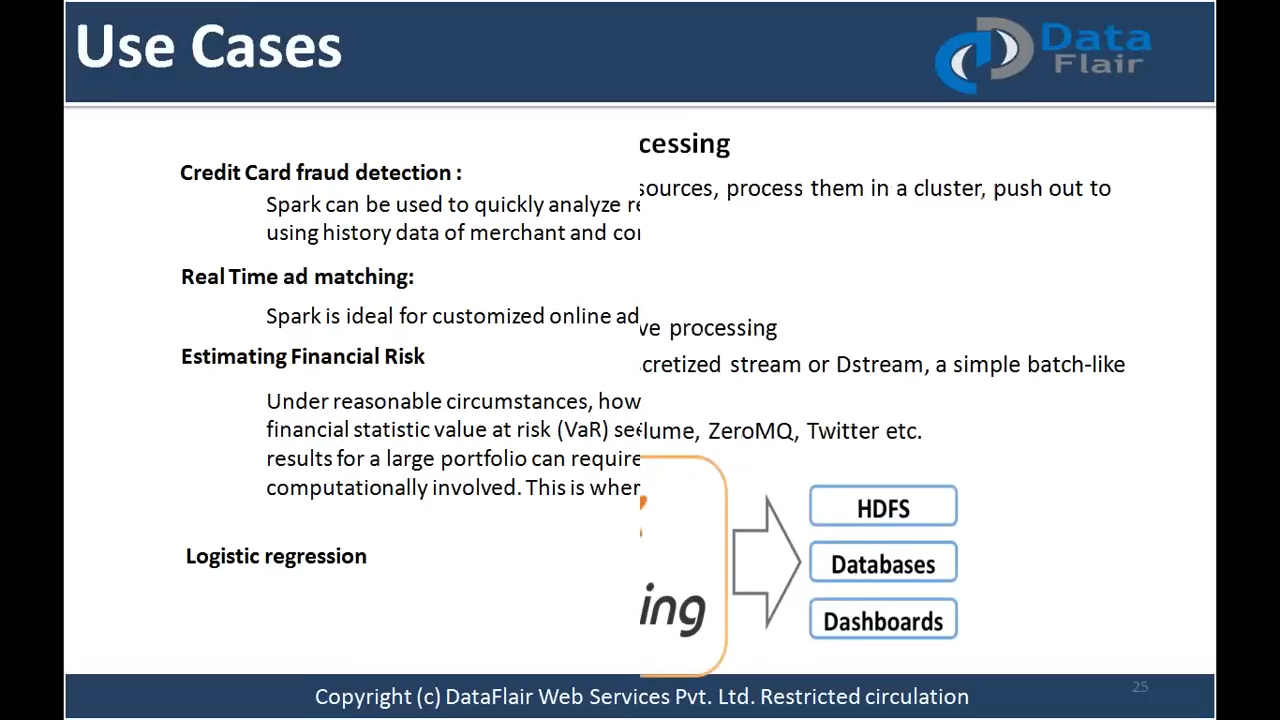 Use Cases
Data
Flair
Credit Card fraud detection :
Spark can be used to quickly analyze
using history data of merchant and
Real Time ad matching:
Spark is ideal for customized online ad
Estimating Financial Risk
Under reasonable circumstances, how
financial statistic value at risk (VaR)
results for a large portfolio can require
computationally involved. This is
Logistic regression
cessing
sources, process them in a cluster, push out to
ve processing
cretized stream or Dstream, a simple batch-like
lume, ZeroMQ, Twitter etc.
ing
HDFS
Databases
Dashboards
Copyright (c) DataFlair Web Services Pvt. Ltd. Restricted circulation
25